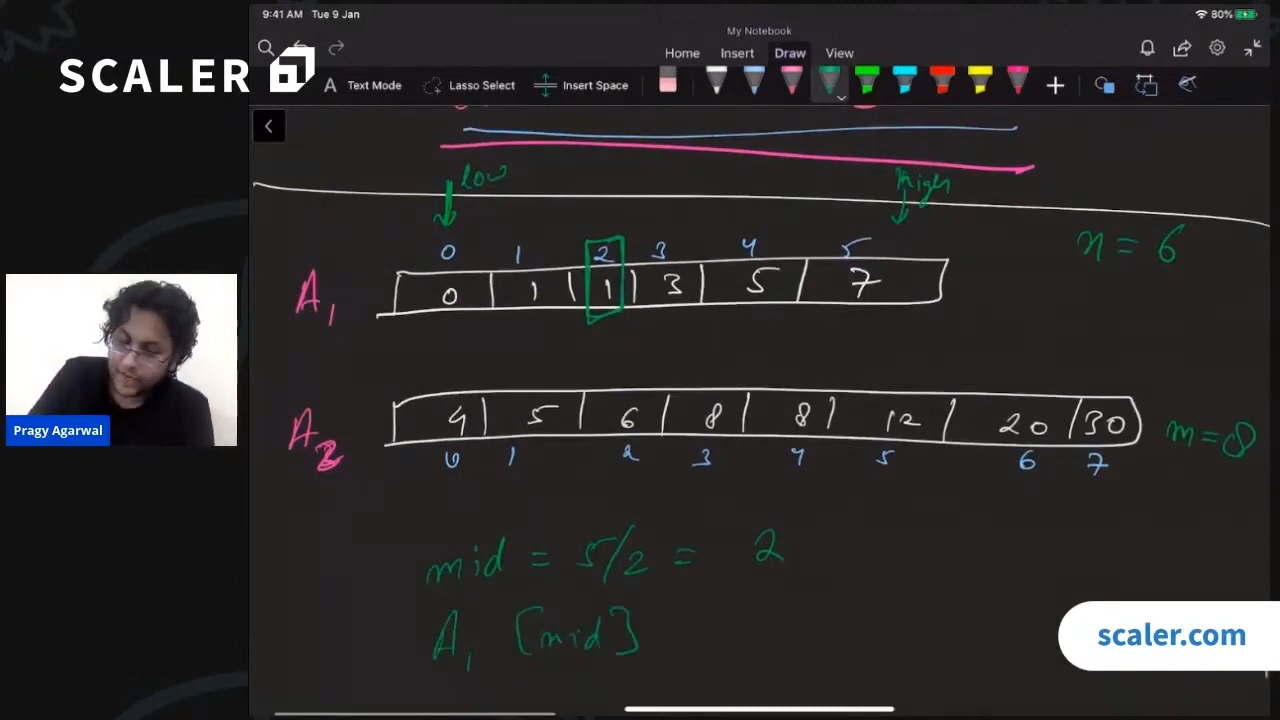 9:41 AM Tue 9 Jan
80%
My Notebook
Home Insert Draw View
SCALER
A Text Mode
Lasso Select
Insert Space
low
high
0 1 2 3 4 5
n = 6
A1
0 1 1 3 5 7
A2
4 5 6 8 8 12 20 30
m = 8
0 1 2 3 4 5 6 7
Pragy Agarwal
mid = 5/2 = 2
A1 [mid]
scaler.com